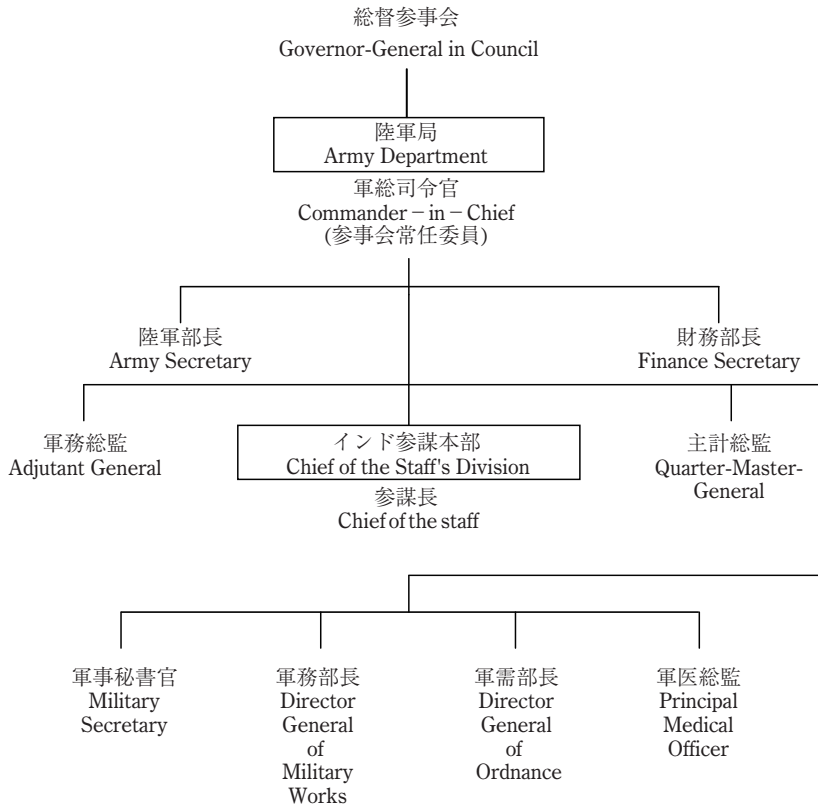 総督参事会
Governor-General in Council
陸軍局
Army Department
軍総司令官
Commander－in－Chief
(参事会常任委員)
陸軍部長
Army Secretary
財務部長
Finance Secretary
軍務総監
Adjutant General
インド参謀本部
Chief of the Staff's Division
参謀長
Chief of the staff
主計総監
Quarter-Master-
General
軍事秘書官
Military
Secretary
軍務部長
Director
General
of
Military
Works
軍需部長
Director
General
of
Ordnance
軍医総監
Principal
Medical
Officer